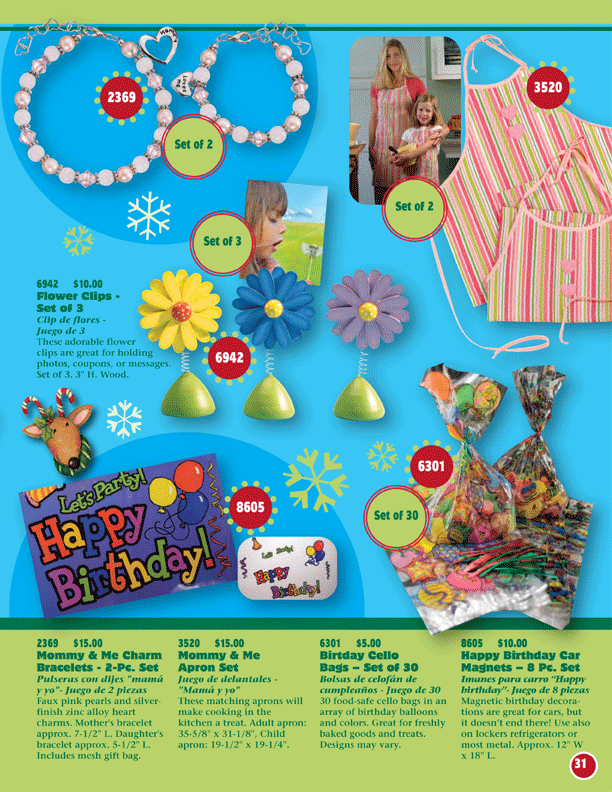 Mommy
Loves
Me
2369
Set of 2
3520
Set of 2
Set of 3
6942 $10.00
Flower Clips -
Set of 3
Clip de flores -
Juego de 3
These adorable flower
clips are great for holding
photos, coupons, or messages.
Set of 3. 3" H. Wood.
6942
6301
Set of 30
8605
Let's Party!
Happy
Birthday!
Let's Party!
Happy
Birthday!
2369 $15.00
Mommy & Me Charm
Bracelets - 2-Pc. Set
Pulseras con dijes "mamá
y yo"- Juego de 2 piezas
Faux pink pearls and silver-
finish zinc alloy heart
charms. Mother's bracelet
approx. 7-1/2" L. Daughter's
bracelet approx. 5-1/2" L.
Includes mesh gift bag.
3520 $15.00
Mommy & Me
Apron Set
Juego de delantales -
"Mamá y yo"
These matching aprons will
make cooking in the
kitchen a treat. Adult apron:
35-5/8" x 31-1/8", Child
apron: 19-1/2" x 19-1/4".
6301 $5.00
Birtday Cello
Bags – Set of 30
Bolsas de celofán de
cumpleaños - Juego de 30
30 food-safe cello bags in an
array of birthday balloons
and colors. Great for freshly
baked goods and treats.
Designs may vary.
8605 $10.00
Happy Birthday Car
Magnets – 8 Pc. Set
Imanes para carro "Happy
birthday"- Juego de 8 piezas
Magnetic birthday decora-
tions are great for cars, but
it doesn't end there! Use also
on lockers refrigerators or
most metal. Approx. 12" W
x 18" L.
31